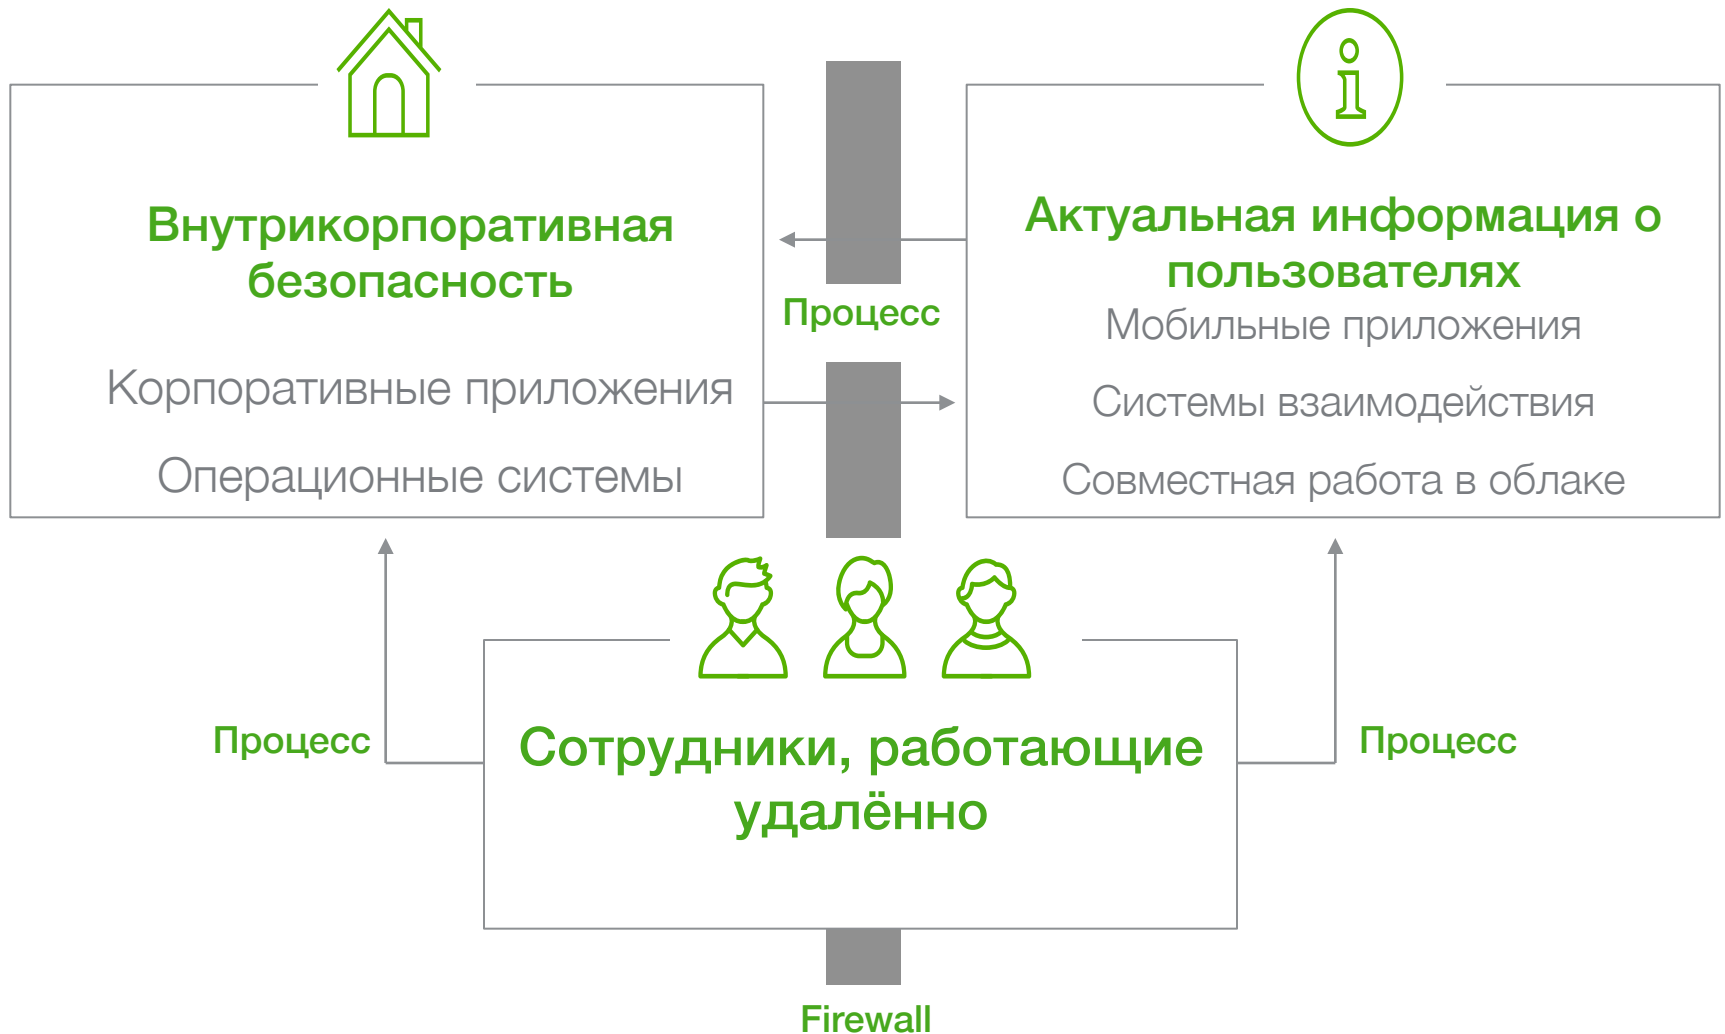 Внутрикорпоративная
безопасность
Корпоративные приложения
Операционные системы
Процесс
Актуальная информация о
пользователях
Мобильные приложения
Системы взаимодействия
Совместная работа в облаке
Процесс
Сотрудники, работающие
удалённо
Процесс
Firewall